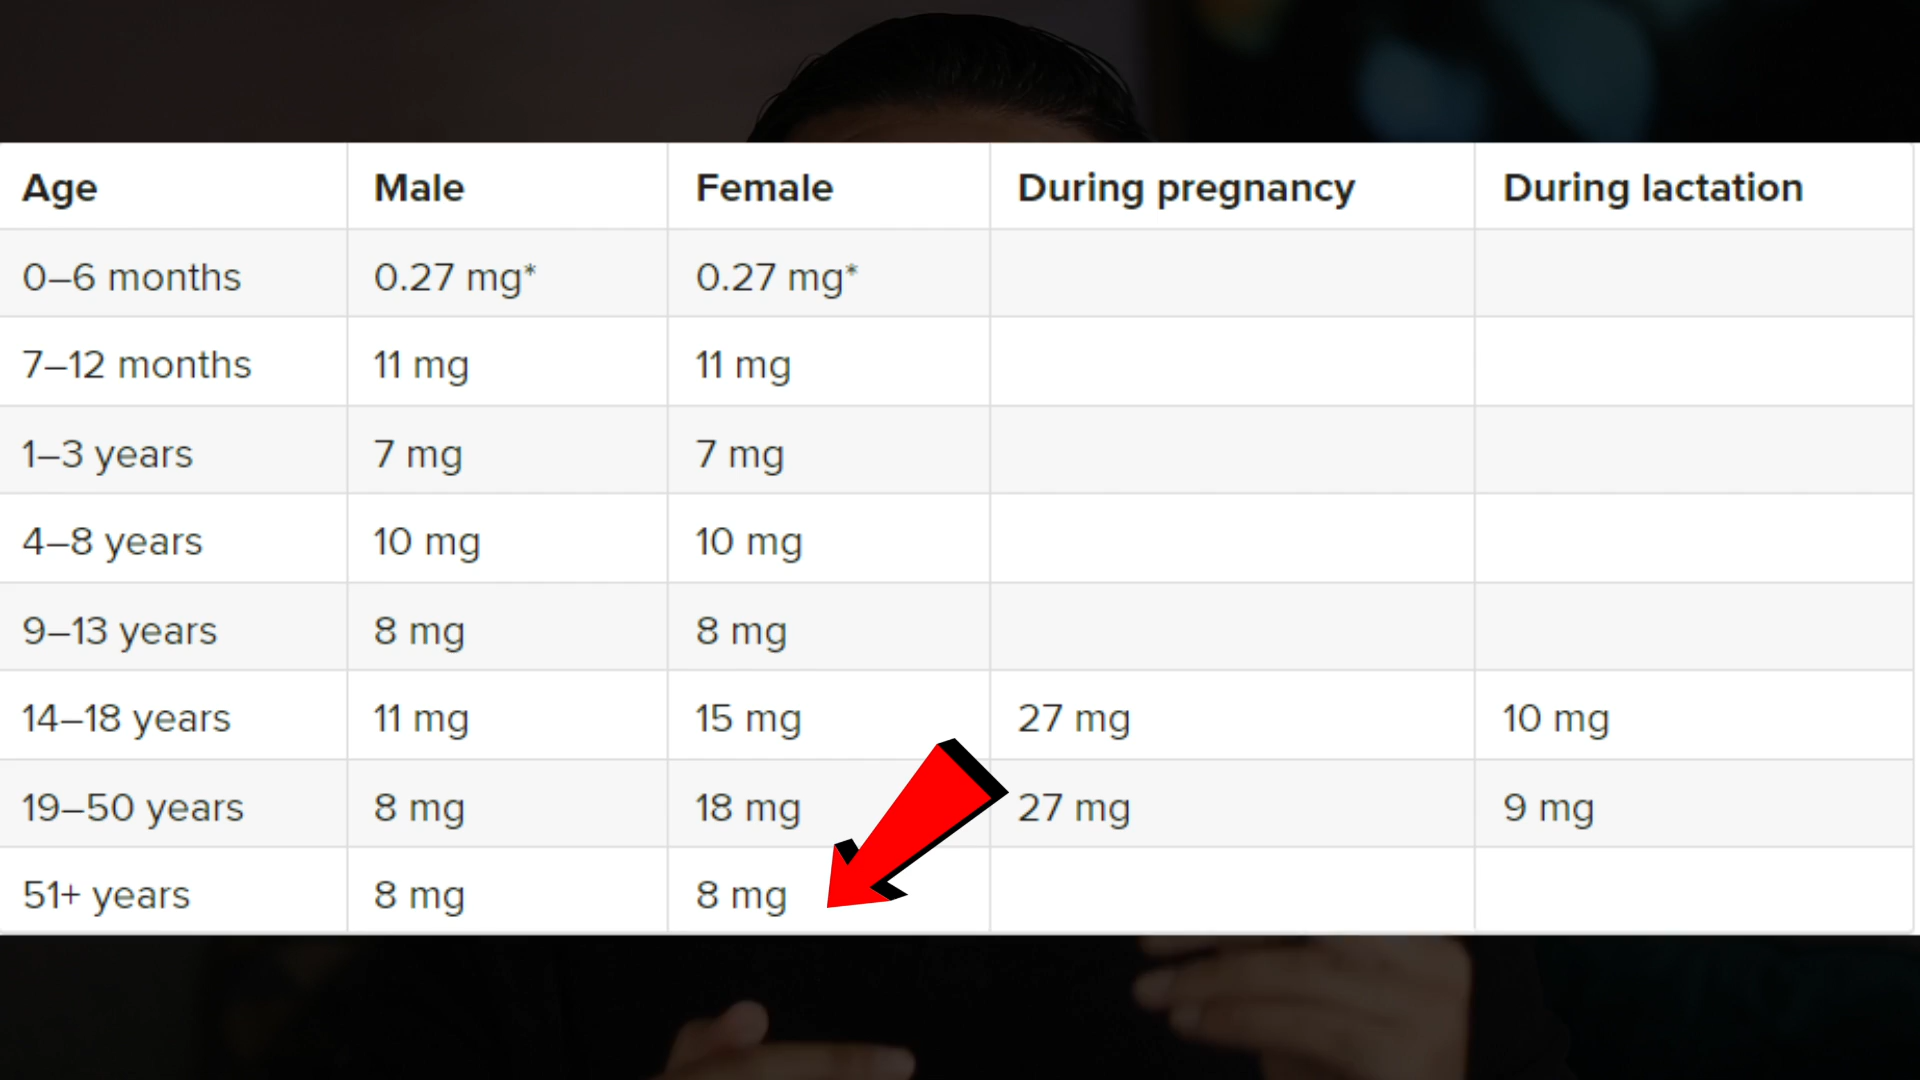 Age Male Female During pregnancy During lactation
0–6 months 0.27 mg* 0.27 mg*
7–12 months 11 mg 11 mg
1–3 years 7 mg 7 mg
4–8 years 10 mg 10 mg
9–13 years 8 mg 8 mg
14–18 years 11 mg 15 mg 27 mg 10 mg
19–50 years 8 mg 18 mg 27 mg 9 mg
51+ years 8 mg 8 mg